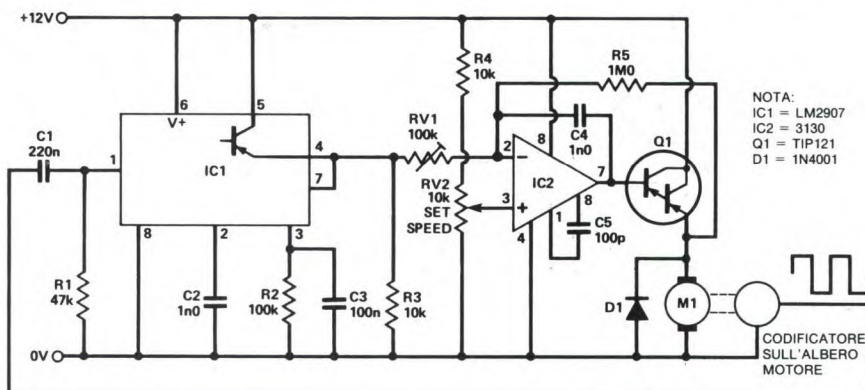 +12V
6
V+
5
IC1
4
7
1
8
2
3
C1
220n
R1
47k
C2
1n0
R2
100k
C3
100n
R3
10k
RV1
100k
R4
10k
RV2
10k
SET
SPEED
R5
1M0
C4
1n0
2
−
3
+
IC2
8
7
1
8
4
C5
100p
Q1
D1
M1
NOTA:
IC1 = LM2907
IC2 = 3130
Q1 = TIP121
D1 = 1N4001
0V
CODIFICATORE
SULL'ALBERO
MOTORE